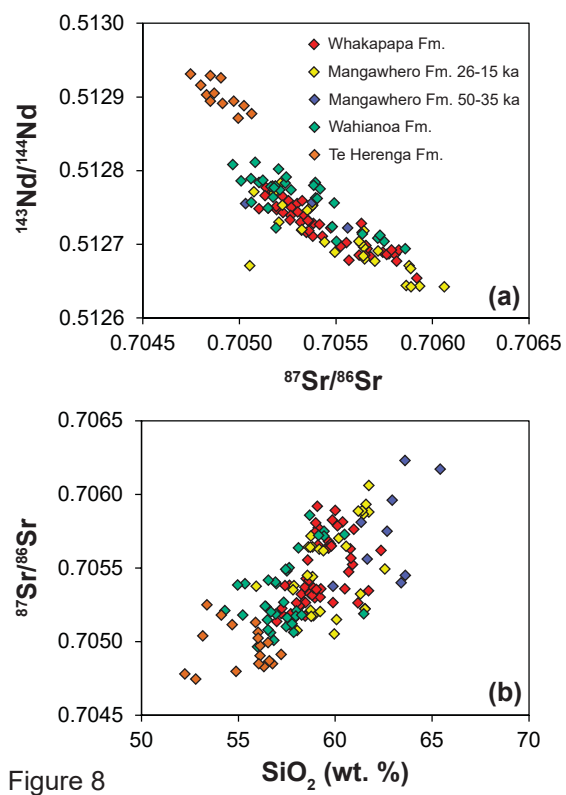 0.5130
0.5129
0.5128
0.5127
0.5126
143Nd/144Nd
Whakapapa Fm.
Mangawhero Fm. 26-15 ka
Mangawhero Fm. 50-35 ka
Wahianoa Fm.
Te Herenga Fm.
(a)
0.7045 0.7050 0.7055 0.7060 0.7065
87Sr/86Sr
0.7065
0.7060
0.7055
0.7050
0.7045
87Sr/86Sr
(b)
50 55 60 65 70
SiO2 (wt. %)
Figure 8